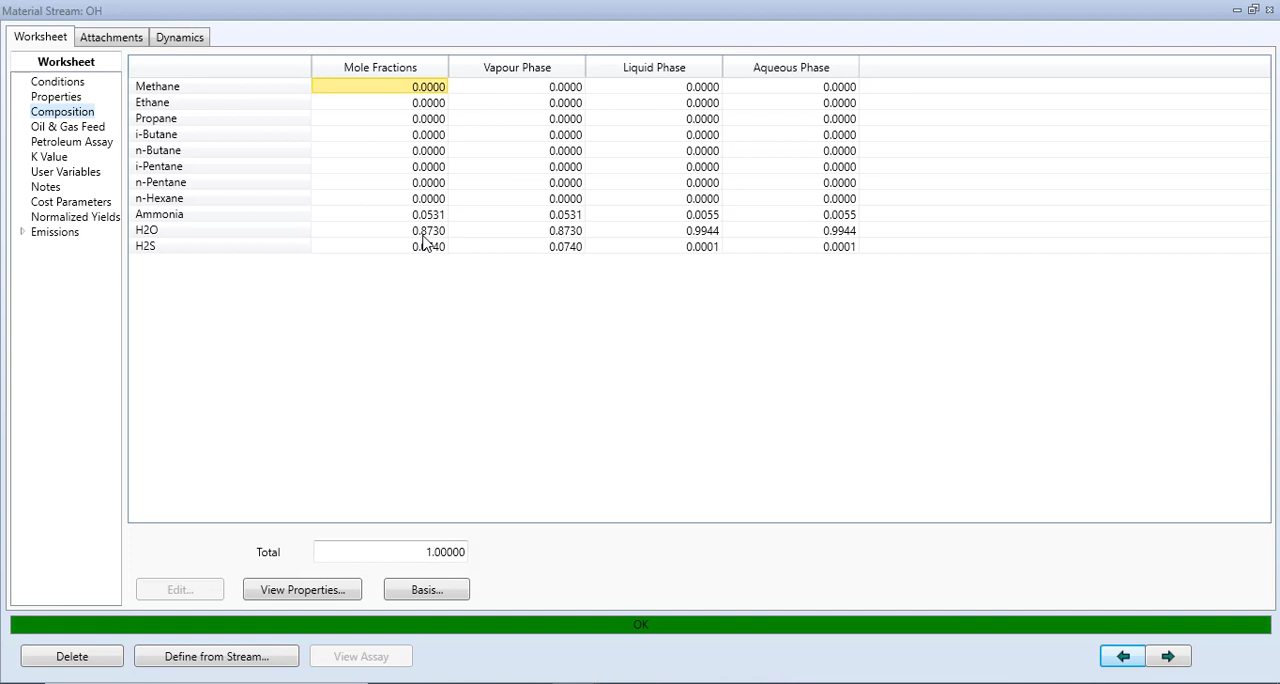 Material Stream: OH
Worksheet Attachments Dynamics
Worksheet
Conditions
Properties
Composition
Oil & Gas Feed
Petroleum Assay
K Value
User Variables
Notes
Cost Parameters
Normalized Yields
Emissions
Mole Fractions Vapour Phase Liquid Phase Aqueous Phase
Methane 0.0000 0.0000 0.0000 0.0000
Ethane 0.0000 0.0000 0.0000 0.0000
Propane 0.0000 0.0000 0.0000 0.0000
i-Butane 0.0000 0.0000 0.0000 0.0000
n-Butane 0.0000 0.0000 0.0000 0.0000
i-Pentane 0.0000 0.0000 0.0000 0.0000
n-Pentane 0.0000 0.0000 0.0000 0.0000
n-Hexane 0.0000 0.0000 0.0000 0.0000
Ammonia 0.0531 0.0531 0.0055 0.0055
H2O 0.8730 0.8730 0.9944 0.9944
H2S 0.0740 0.0740 0.0001 0.0001
Total 1.00000
Edit... View Properties... Basis...
OK
Delete Define from Stream... View Assay